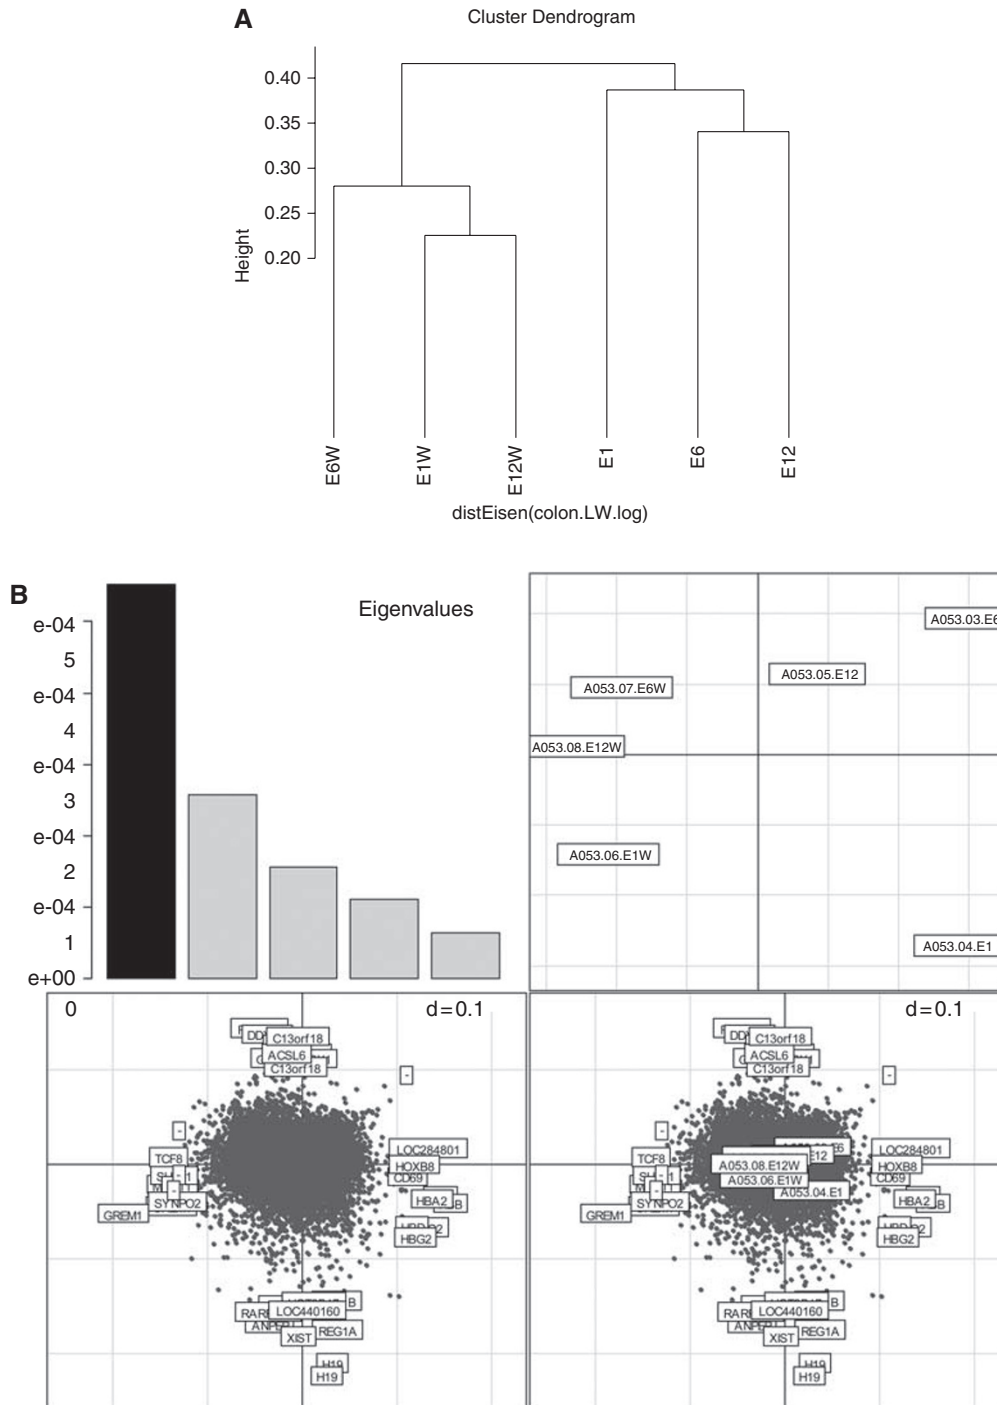 A
Cluster Dendrogram
0.40
0.35
0.30
0.25
0.20
Height
E6W
E1W
E12W
E1
E6
E12
distEisen(colon.LW.log)
B
Eigenvalues
e-04
5
e-04
4
e-04
3
e-04
2
e-04
1
e+00
A053.03.E6
A053.05.E12
A053.07.E6W
A053.08.E12W
A053.06.E1W
A053.04.E1
0
d=0.1
C13orf18
ACSL6
C13orf18
-
-
TCF8
-
-
SYNPO2
GREM1
LOC284801
HOXB8
CD69
HBA2
HBG2
LOC440160
XIST
REG1A
H19
H19
d=0.1
C13orf18
ACSL6
C13orf18
-
-
TCF8
-
-
SYNPO2
GREM1
A053.08.E12W
A053.06.E1W
A053.04.E1
LOC284801
HOXB8
CD69
HBA2
HBG2
LOC440160
XIST
REG1A
H19
H19